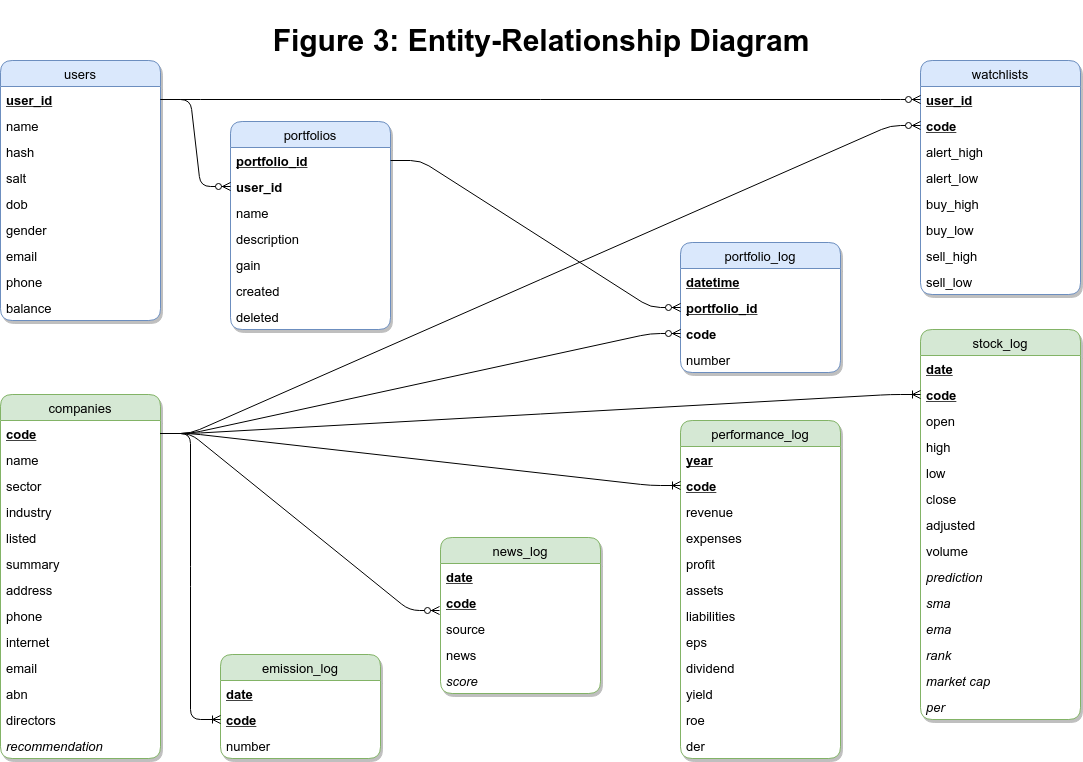 Figure 3: Entity-Relationship Diagram
users
user_id
name
hash
salt
dob
gender
email
phone
balance
portfolios
portfolio_id
user_id
name
description
gain
created
deleted
watchlists
user_id
code
alert_high
alert_low
buy_high
buy_low
sell_high
sell_low
portfolio_log
datetime
portfolio_id
code
number
companies
code
name
sector
industry
listed
summary
address
phone
internet
email
abn
directors
recommendation
emission_log
date
code
number
news_log
date
code
source
news
score
performance_log
year
code
revenue
expenses
profit
assets
liabilities
eps
dividend
yield
roe
der
stock_log
date
code
open
high
low
close
adjusted
volume
prediction
sma
ema
rank
market cap
per